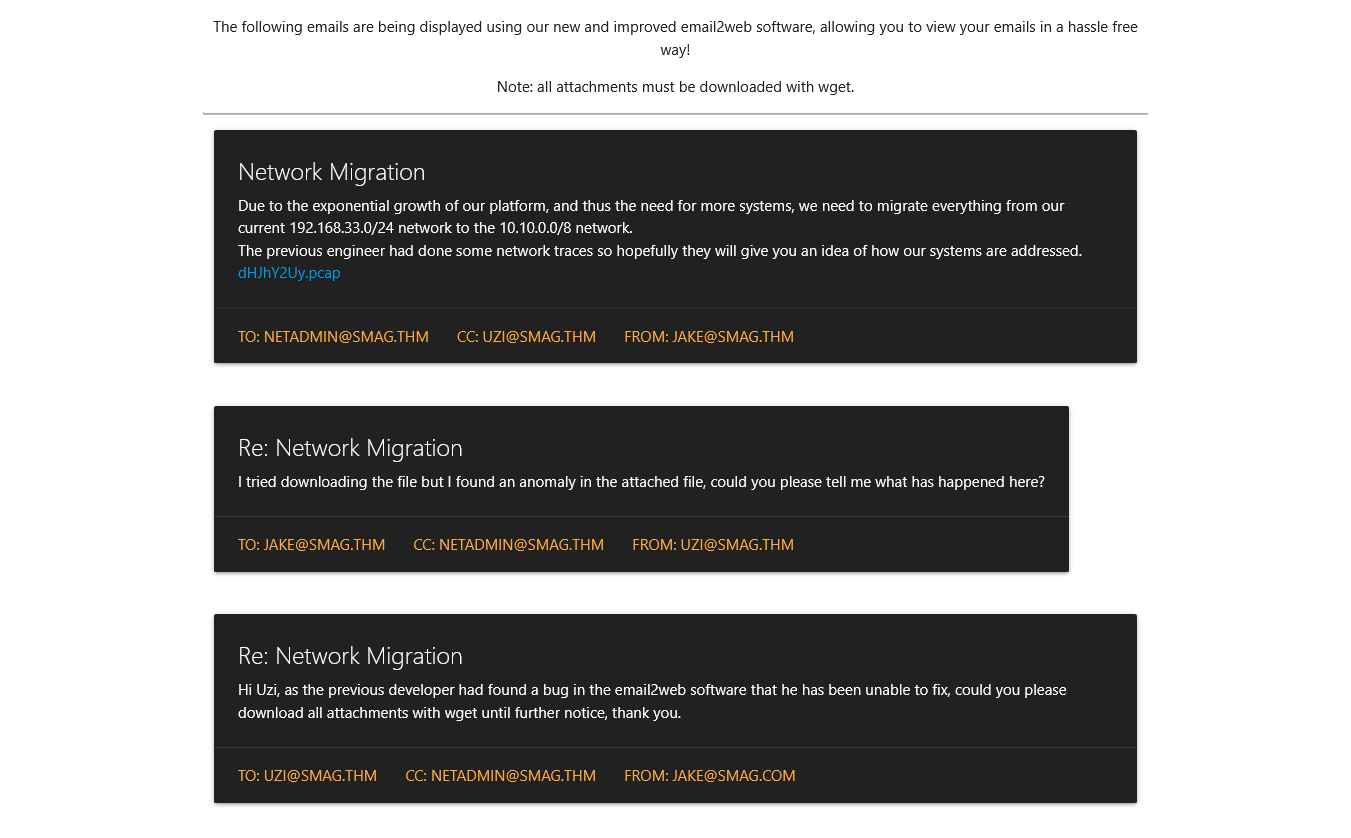 The following emails are being displayed using our new and improved email2web software, allowing you to view your emails in a hassle free
way!
Note: all attachments must be downloaded with wget.
Network Migration
Due to the exponential growth of our platform, and thus the need for more systems, we need to migrate everything from our
current 192.168.33.0/24 network to the 10.10.0.0/8 network.
The previous engineer had done some network traces so hopefully they will give you an idea of how our systems are addressed.
dHJhY2Uy.pcap
TO: NETADMIN@SMAG.THM CC: UZI@SMAG.THM FROM: JAKE@SMAG.THM
Re: Network Migration
I tried downloading the file but I found an anomaly in the attached file, could you please tell me what has happened here?
TO: JAKE@SMAG.THM CC: NETADMIN@SMAG.THM FROM: UZI@SMAG.THM
Re: Network Migration
Hi Uzi, as the previous developer had found a bug in the email2web software that he has been unable to fix, could you please
download all attachments with wget until further notice, thank you.
TO: UZI@SMAG.THM CC: NETADMIN@SMAG.THM FROM: JAKE@SMAG.COM